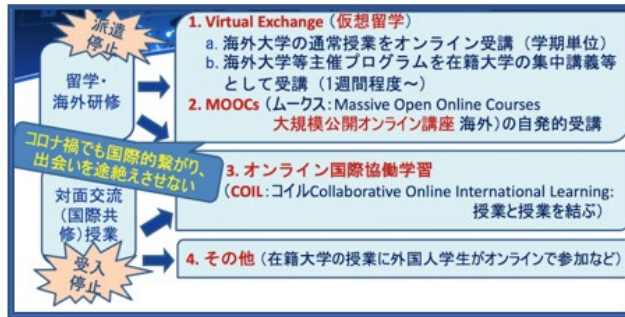 派遣
停止
留学・
海外研修
コロナ禍でも国際的繋がり、
出会いを途絶えさせない
対面交流
(国際共
修)授業
受入
停止
1. Virtual Exchange (仮想留学)
a. 海外大学の通常授業をオンライン受講(学期単位)
b. 海外大学等主催プログラムを在籍大学の集中講義等
として受講(1週間程度～)
2. MOOCs (ムークス:Massive Open Online Courses
大規模公開オンライン講座 海外)の自発的受講
3. オンライン国際協働学習
(COIL:コイルCollaborative Online International Learning:
授業と授業を結ぶ)
4. その他 (在籍大学の授業に外国人学生がオンラインで参加など)